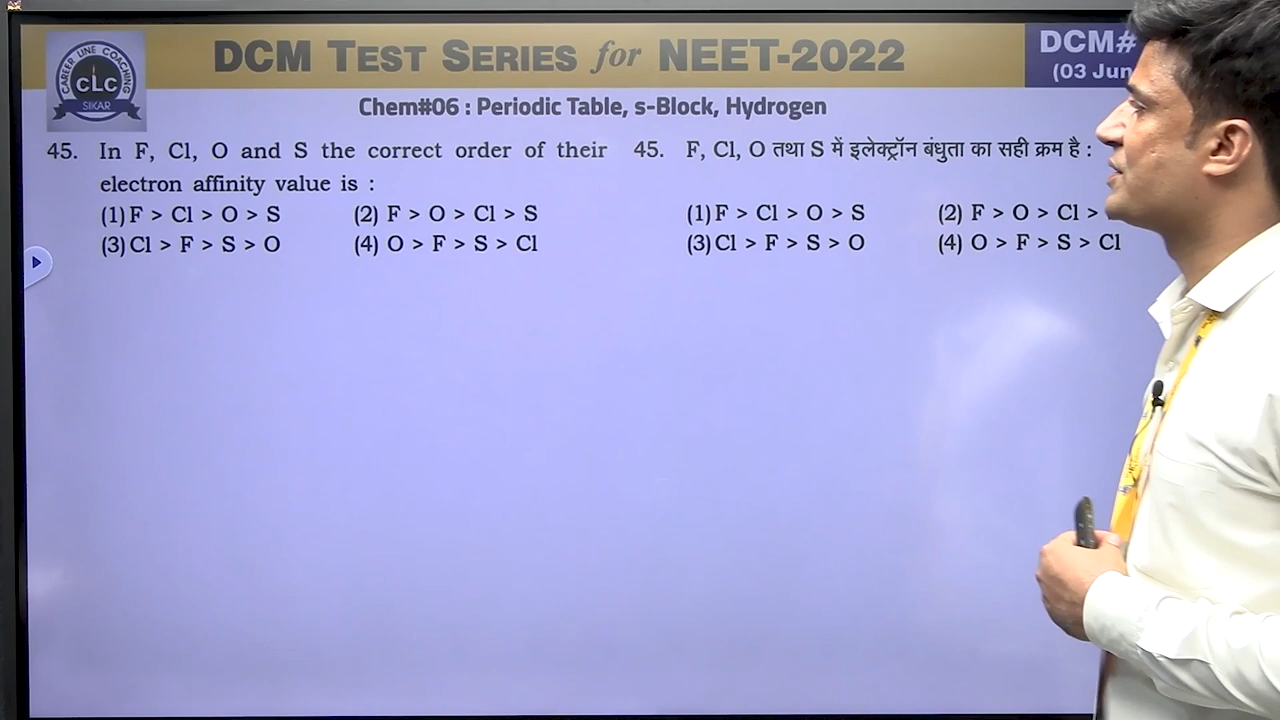 DCM TEST SERIES for NEET-2022
DCM#
(03 Jun
CAREER LINE COACHING
CLC
SIKAR
Chem#06 : Periodic Table, s-Block, Hydrogen
45. In F, Cl, O and S the correct order of their
electron affinity value is :
(1) F > Cl > O > S (2) F > O > Cl > S
(3) Cl > F > S > O (4) O > F > S > Cl
45. F, Cl, O तथा S में इलेक्ट्रॉन बंधुता का सही क्रम है :
(1) F > Cl > O > S (2) F > O > Cl >
(3) Cl > F > S > O (4) O > F > S > Cl